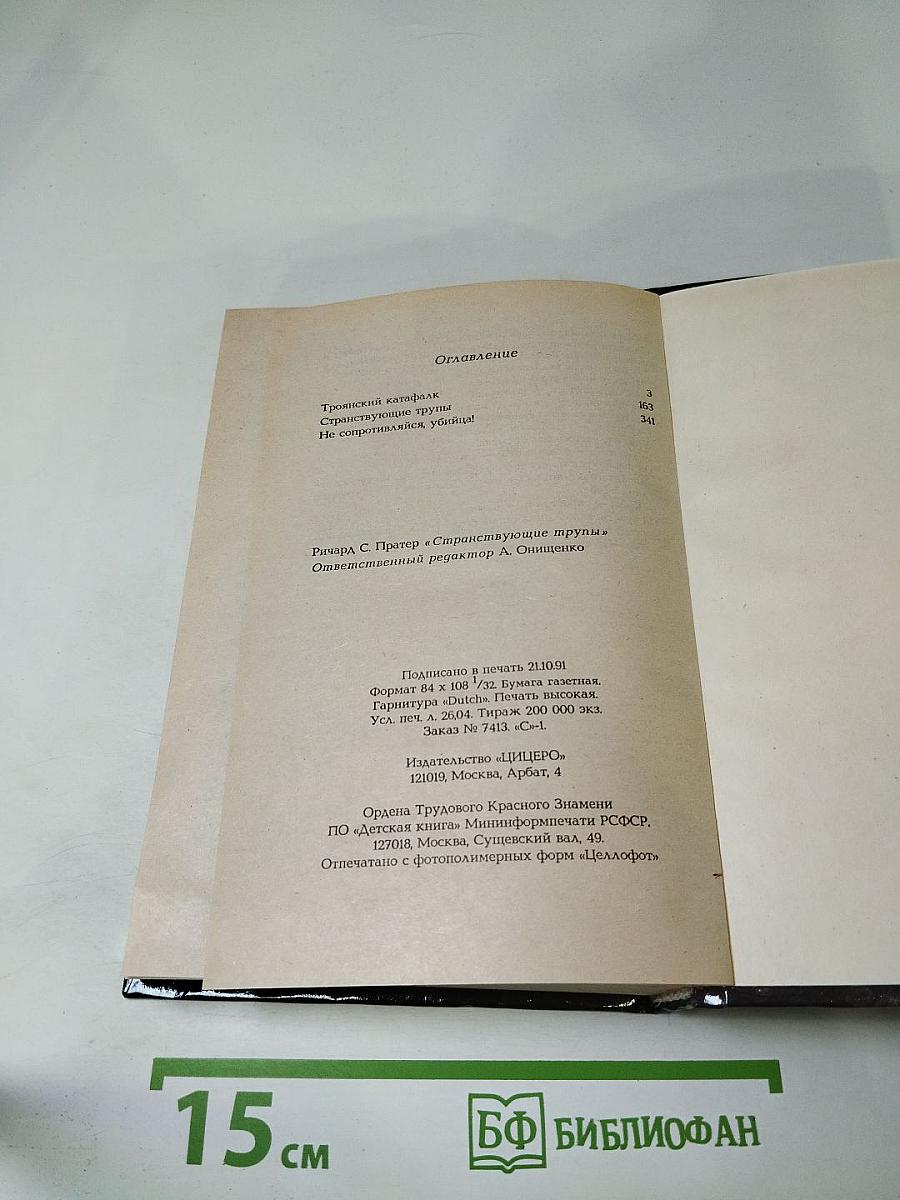 Оглавление
Троянский катафалк 3
Странствующие трупы 163
Не сопротивляйся, убийца! 341
Ричард С. Пратер «Странствующие трупы»
Ответственный редактор А. Онищенко
Подписано в печать 21.10.91
Формат 84 x 108 1/32. Бумага газетная.
Гарнитура «Dutch». Печать высокая.
Усл. печ. л. 26,04. Тираж 200 000 экз.
Заказ № 7413. «С»-1.
Издательство «ЦИЦЕРО»
121019, Москва, Арбат, 4
Ордена Трудового Красного Знамени
ПО «Детская книга» Мининформпечати РСФСР,
127018, Москва, Сущевский вал, 49.
Отпечатано с фотополимерных форм «Целлофот»
15 см
БФ БИБЛИОФАН